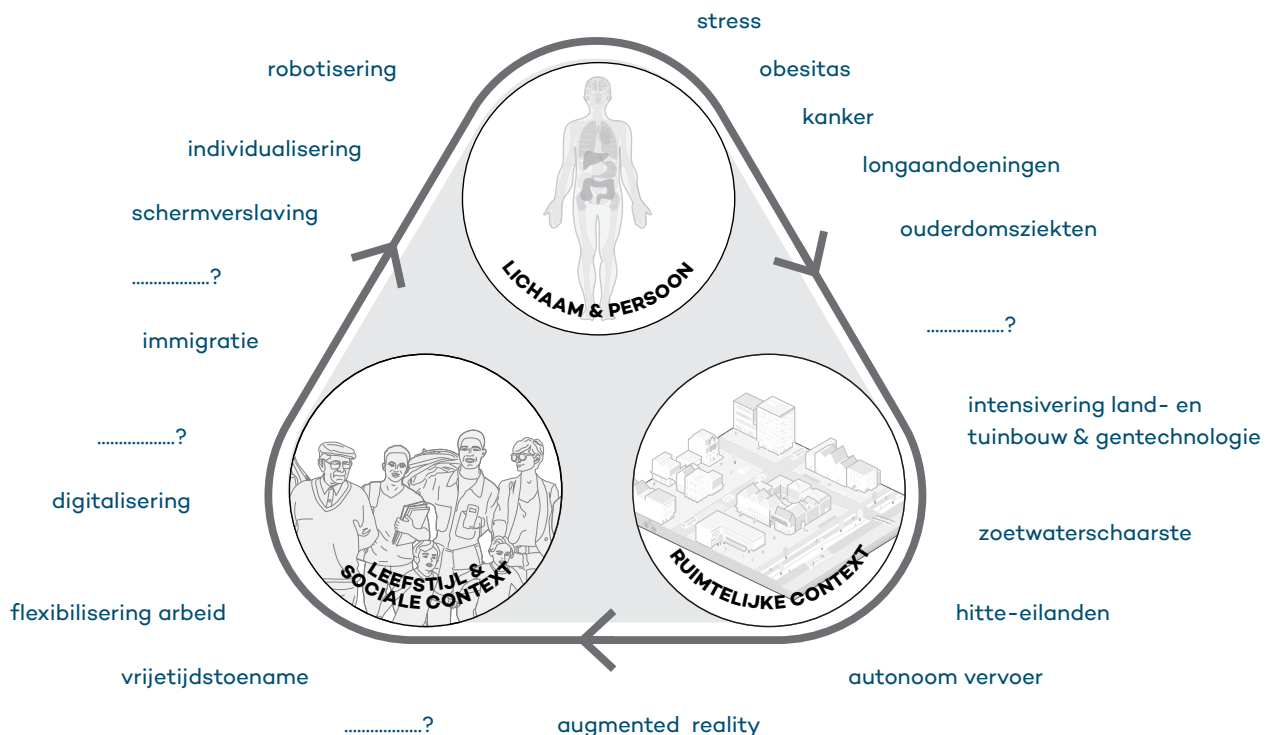 stress
robotisering
obesitas
kanker
individualisering
longaandoeningen
schermverslaving
ouderdomsziekten
..................?
LICHAAM & PERSOON
..................?
immigratie
intensivering land- en
tuinbouw & gentechnologie
..................?
digitalisering
zoetwaterschaarste
LEEFSTIJL &
SOCIALE CONTEXT
RUIMTELIJKE CONTEXT
flexibilisering arbeid
hitte-eilanden
vrijetijdstoename
autonoom vervoer
..................?
augmented reality